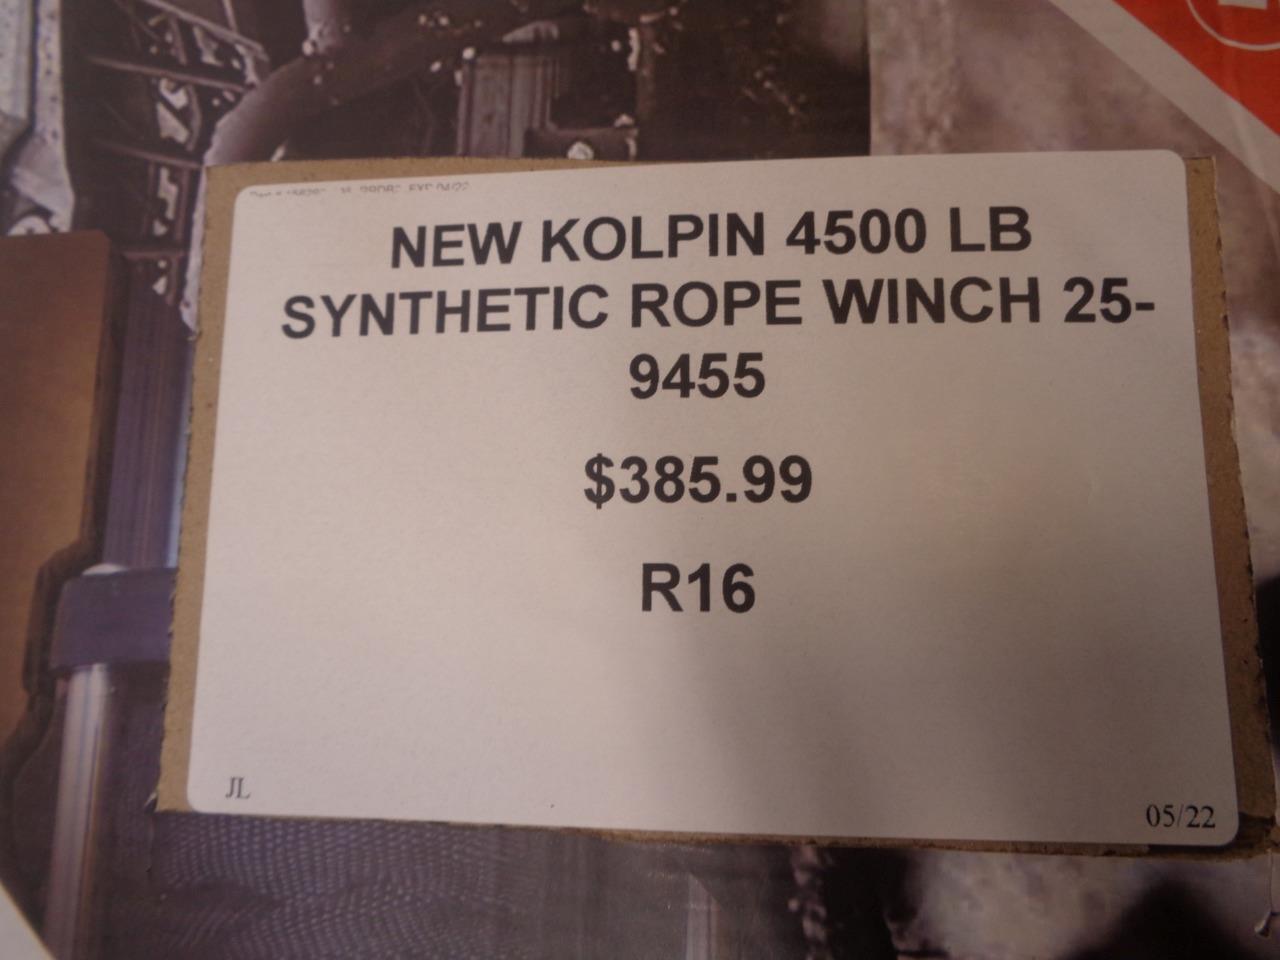 NEW KOLPIN 4500 LB
SYNTHETIC ROPE WINCH 25-
9455
$385.99
R16
JL
05/22